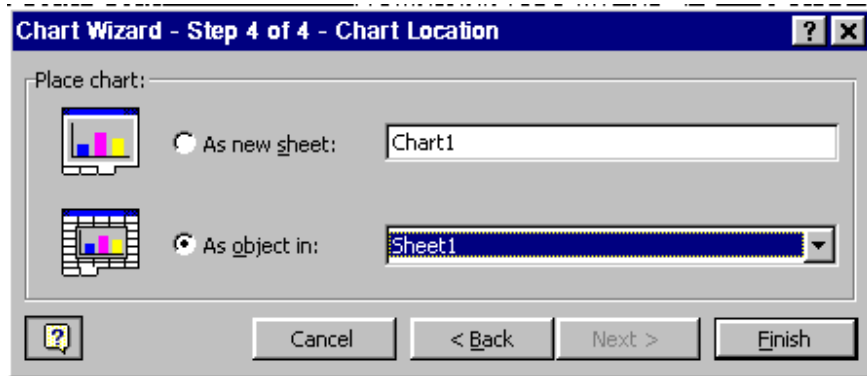 Chart Wizard - Step 4 of 4 - Chart Location
Place chart:
As new sheet: Chart1
As object in: Sheet1
Cancel < Back Next > Finish